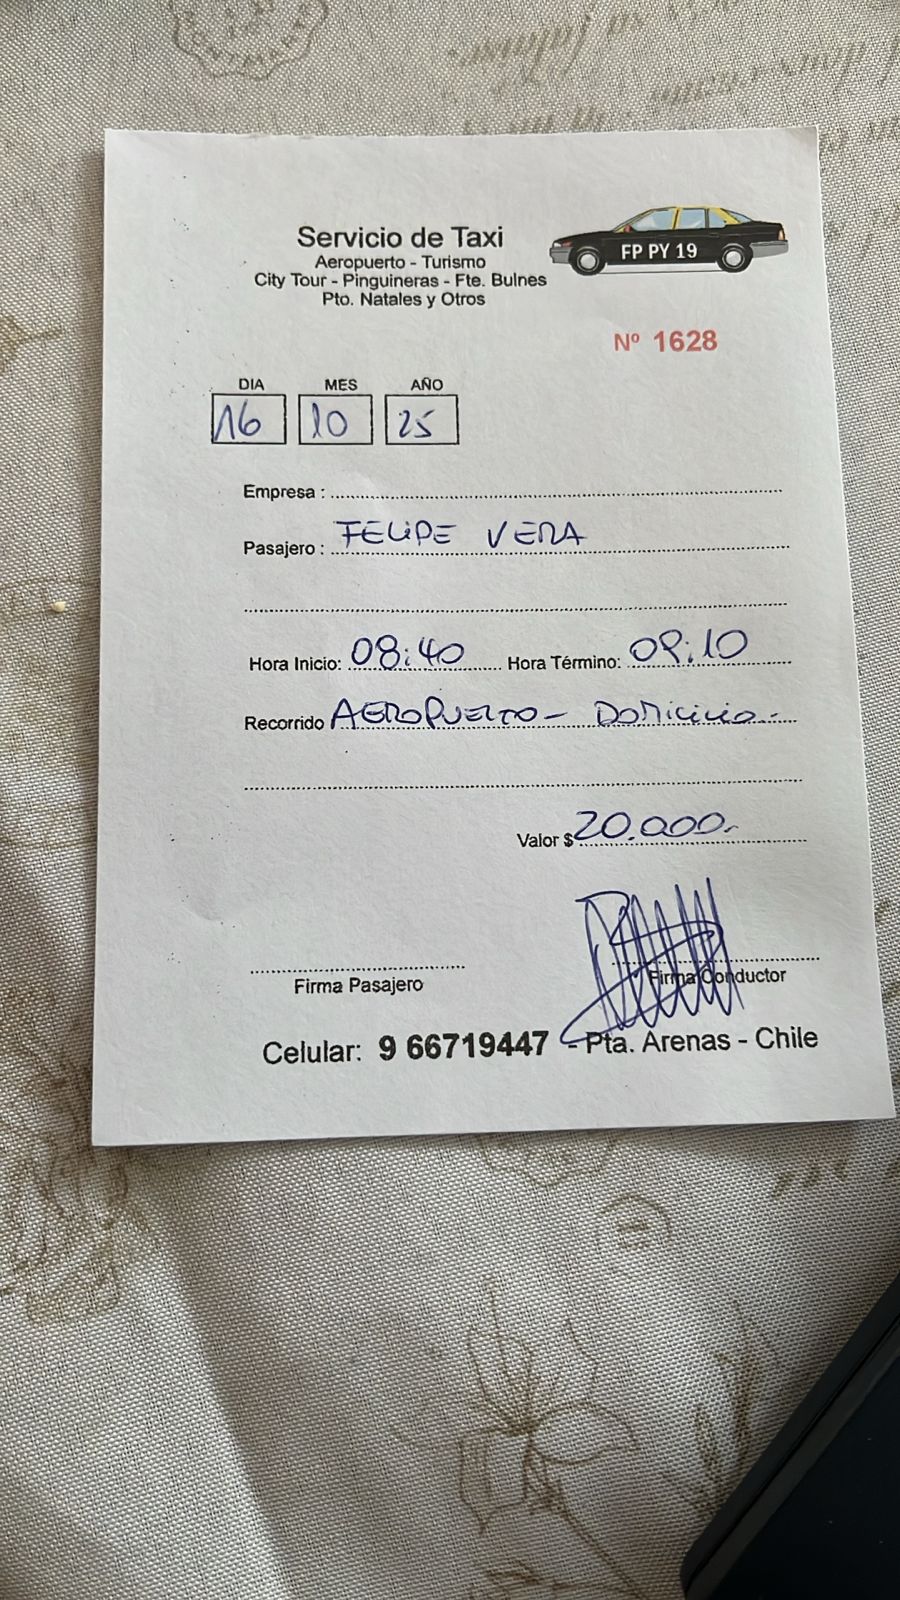 Servicio de Taxi
Aeropuerto - Turismo
City Tour - Pinguineras - Fte. Bulnes
Pto. Natales y Otros
FP PY 19
Nº 1628
DIA MES AÑO
16 10 25
Empresa :
Pasajero : FELIPE VERA
Hora Inicio: 08:40 Hora Término: 09:10
Recorrido AEROPUERTO - DOMICILIO.
Valor $ 20.000.-
Firma Pasajero
Firma Conductor
Celular: 9 66719447 - Pta. Arenas - Chile